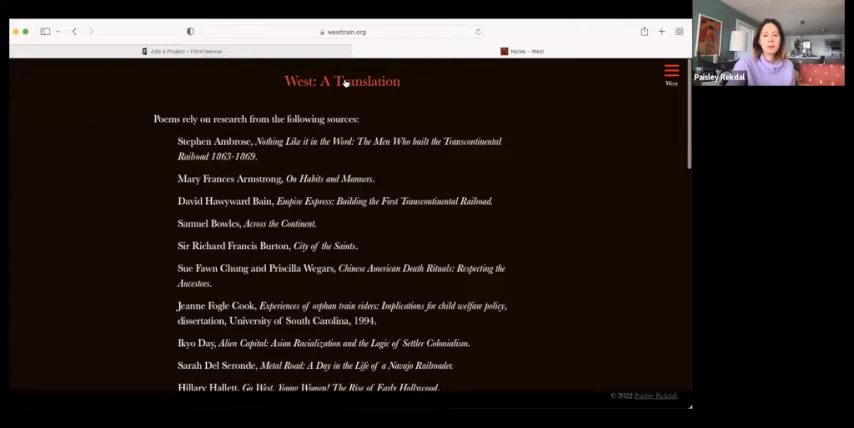 westtrain.org
Add a Project - FilmFreeway
Notes - West
Paisley Rekdal
West: A Translation
West
Poems rely on research from the following sources:
Stephen Ambrose, Nothing Like it in the Word: The Men Who built the Transcontinental
Railroad 1863-1869.
Mary Frances Armstrong, On Habits and Manners.
David Hawyward Bain, Empire Express: Building the First Transcontinental Railroad.
Samuel Bowles, Across the Continent.
Sir Richard Francis Burton, City of the Saints.
Sue Fawn Chung and Priscilla Wegars, Chinese American Death Rituals: Respecting the
Ancestors.
Jeanne Fogle Cook, Experiences of orphan train riders: Implications for child welfare policy,
dissertation, University of South Carolina, 1994.
Ikyo Day, Alien Capital: Asian Racialization and the Logic of Settler Colonialism.
Sarah Del Seronde, Metal Road: A Day in the Life of a Navajo Railroader.
Hillary Hallett, Go West, Young Women! The Rise of Early Hollywood.
© 2022 Paisley Rekdal.